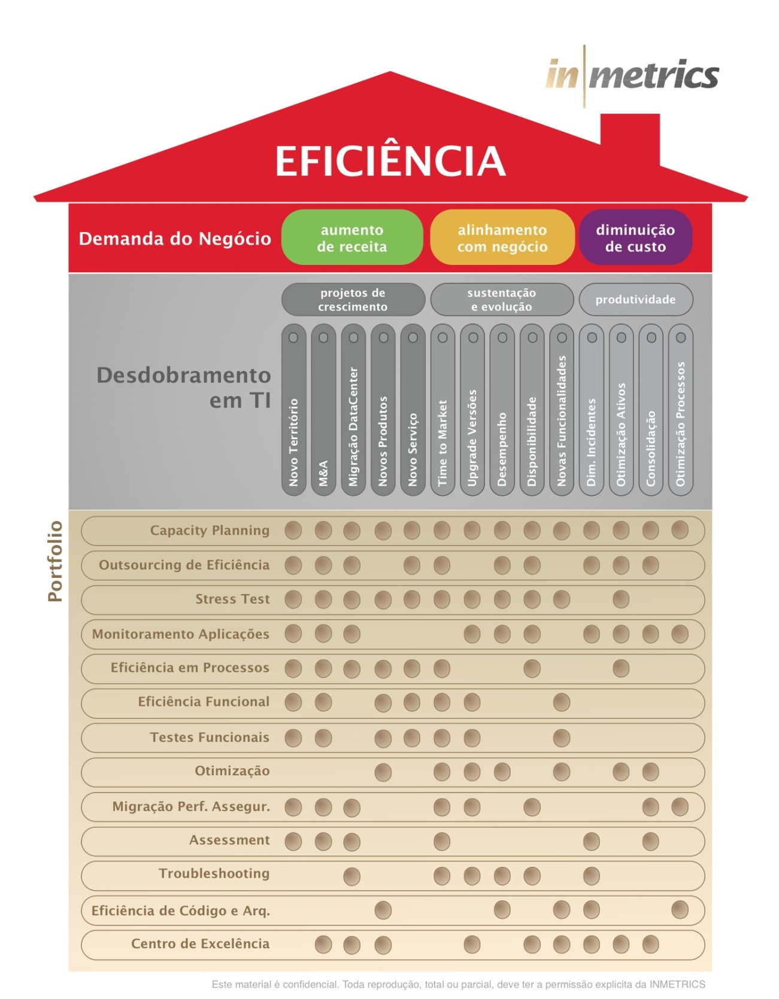 in metrics
EFICIÊNCIA
Demanda do Negócio
aumento
de receita
alinhamento
com negócio
diminuição
de custo
projetos de
crescimento
sustentação
e evolução
produtividade
Desdobramento
em TI
Novo Território
M&A
Migração DataCenter
Novos Produtos
Novo Serviço
Time to Market
Upgrade Versões
Desempenho
Disponibilidade
Novas Funcionalidades
Dim. Incidentes
Otimização Ativos
Consolidação
Otimização Processos
Portfolio
Capacity Planning
Outsourcing de Eficiência
Stress Test
Monitoramento Aplicações
Eficiência em Processos
Eficiência Funcional
Testes Funcionais
Otimização
Migração Perf. Assegur.
Assessment
Troubleshooting
Eficiência de Código e Arq.
Centro de Excelência
Este material é confidencial. Toda reprodução, total ou parcial, deve ter a permissão explicita da INMETRICS